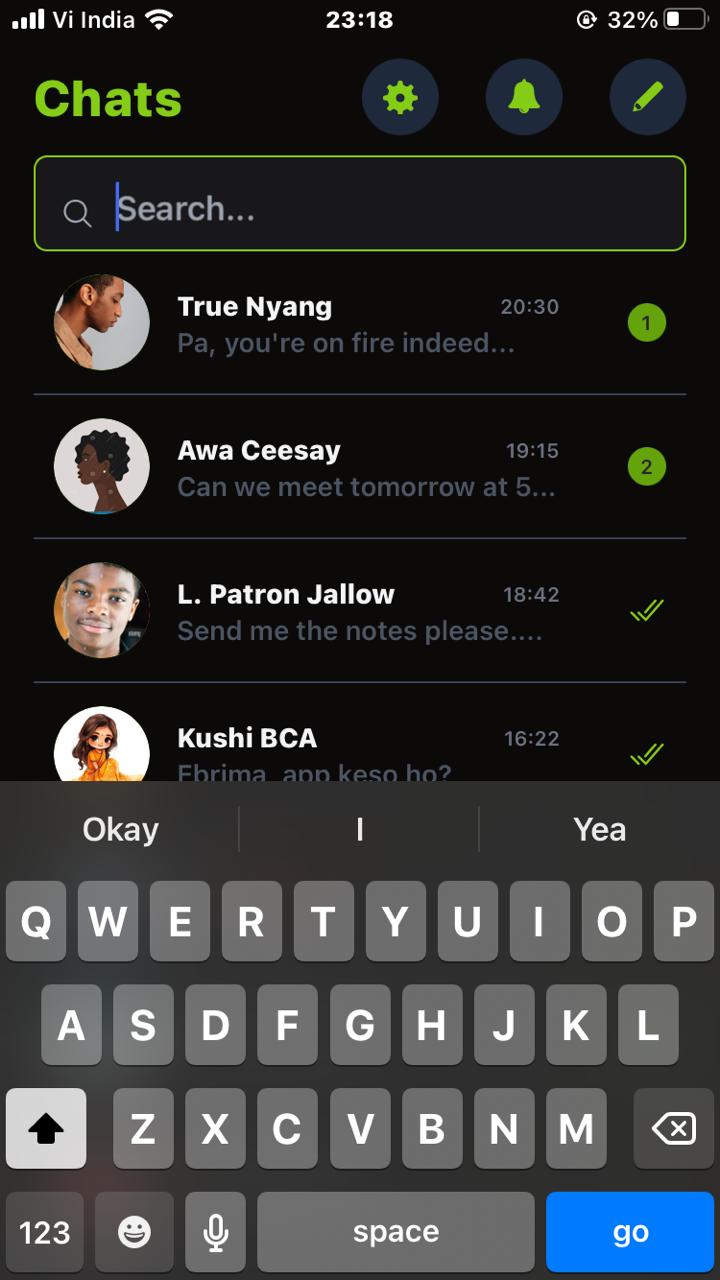 Vi India 23:18 32%
Chats
Search...
True Nyang 20:30
Pa, you're on fire indeed... 1
Awa Ceesay 19:15
Can we meet tomorrow at 5... 2
L. Patron Jallow 18:42
Send me the notes please....
Kushi BCA 16:22
Ebrima, app keso ho?
Okay I Yea
Q W E R T Y U I O P
A S D F G H J K L
Z X C V B N M
123 space go